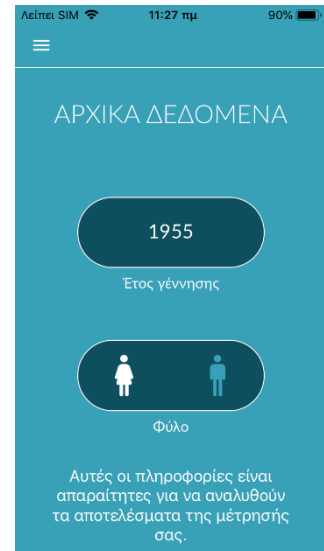 Λείπει SIM 11:27 πμ 90%
ΑΡΧΙΚΑ ΔΕΔΟΜΕΝΑ
1955
Έτος γέννησης
Φύλο
Αυτές οι πληροφορίες είναι
απαραίτητες για να αναλυθούν
τα αποτελέσματα της μέτρησής
σας.